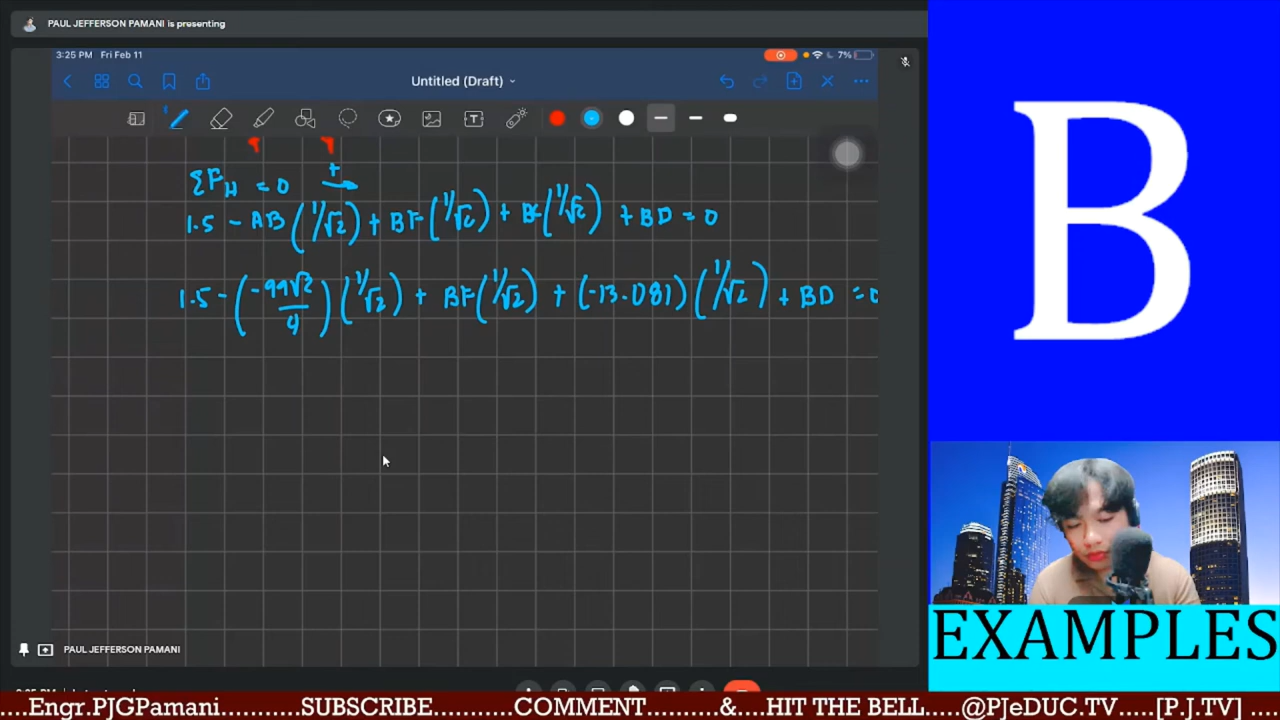 PAUL JEFFERSON PAMANI is presenting
3:25 PM Fri Feb 11
7%
Untitled (Draft)
B
+
ΣF_H = 0
1.5 - AB(1/√2) + BF(1/√2) + (1/√2) + BD = 0
1.5 - (-99√2/4)(1/√2) + BF(1/√2) + (-13.081)(1/√2) + BD = 0
PAUL JEFFERSON PAMANI
EXAMPLES
....Engr.PJGPamani..........SUBSCRIBE.......COMMENT.......&....HIT THE BELL.....@PJeDUC.TV.....[P.J.TV] ....